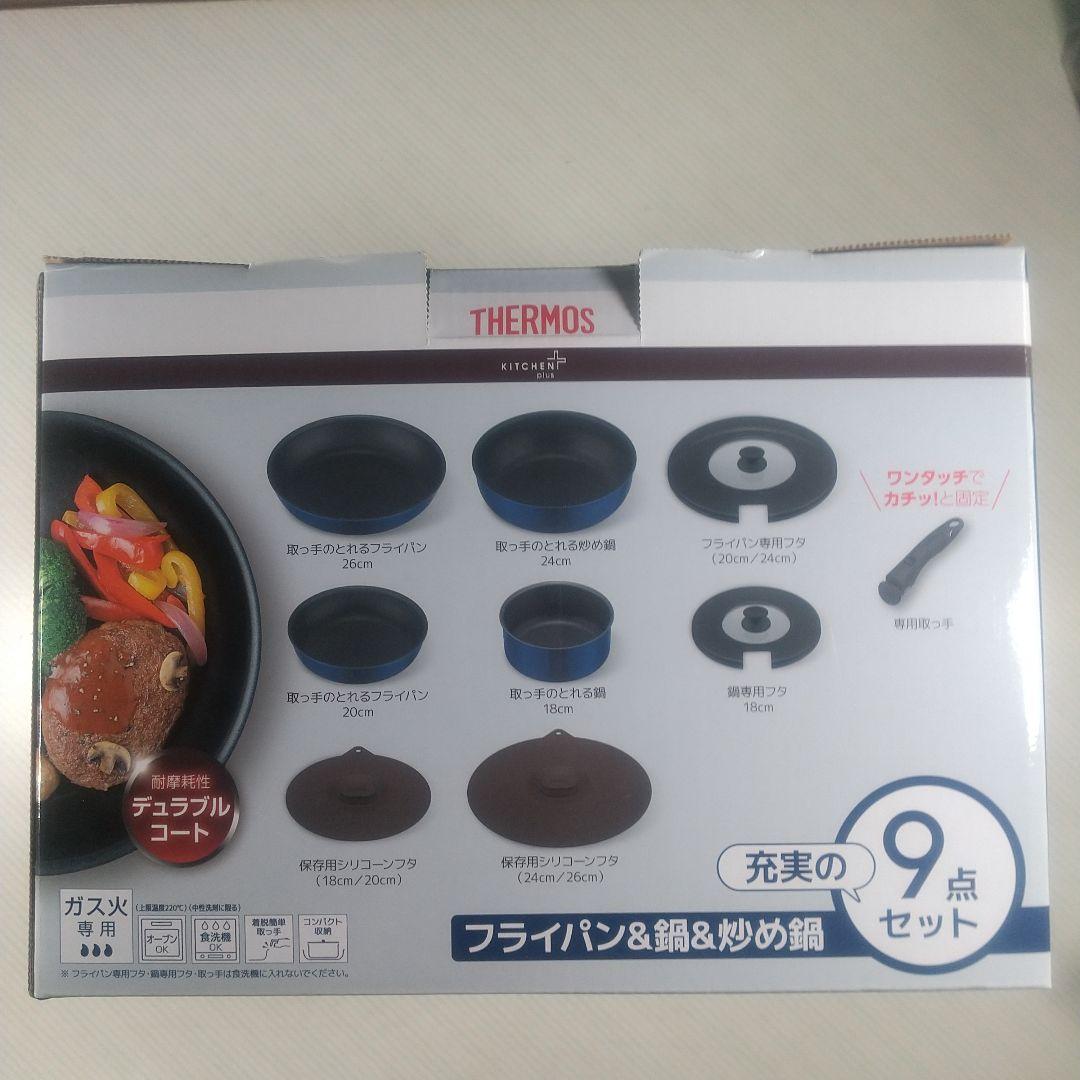 THERMOS
KITCHEN
plus
取っ手のとれるフライパン
26cm
取っ手のとれる炒め鍋
24cm
フライパン専用フタ
(20cm/24cm)
ワンタッチで
カチッ!と固定
専用取っ手
取っ手のとれるフライパン
20cm
取っ手のとれる鍋
18cm
鍋専用フタ
18cm
耐摩耗性
デュラブル
コート
保存用シリコーンフタ
(18cm/20cm)
保存用シリコーンフタ
(24cm/26cm)
充実の
9点
セット
フライパン&鍋&炒め鍋
ガス火
専用
(上限温度220℃)(中性洗剤に限る)
オーブン
OK
食洗機
OK
着脱簡単
取っ手
コンパクト
収納
※フライパン専用フタ・鍋専用フタ・取っ手は食洗機に入れないでください。